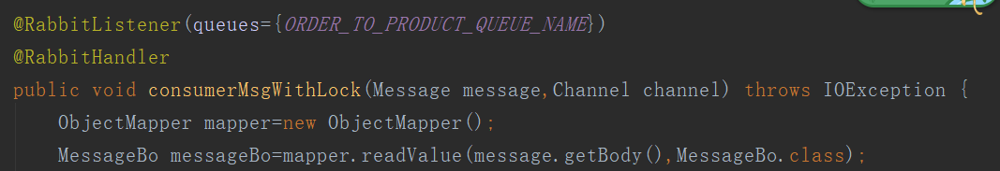 @RabbitListener(queues={ORDER_TO_PRODUCT_QUEUE_NAME})
@RabbitHandler
public void consumerMsgWithLock(Message message,Channel channel) throws IOException {
ObjectMapper mapper=new ObjectMapper();
MessageBo messageBo=mapper.readValue(message.getBody(),MessageBo.class);